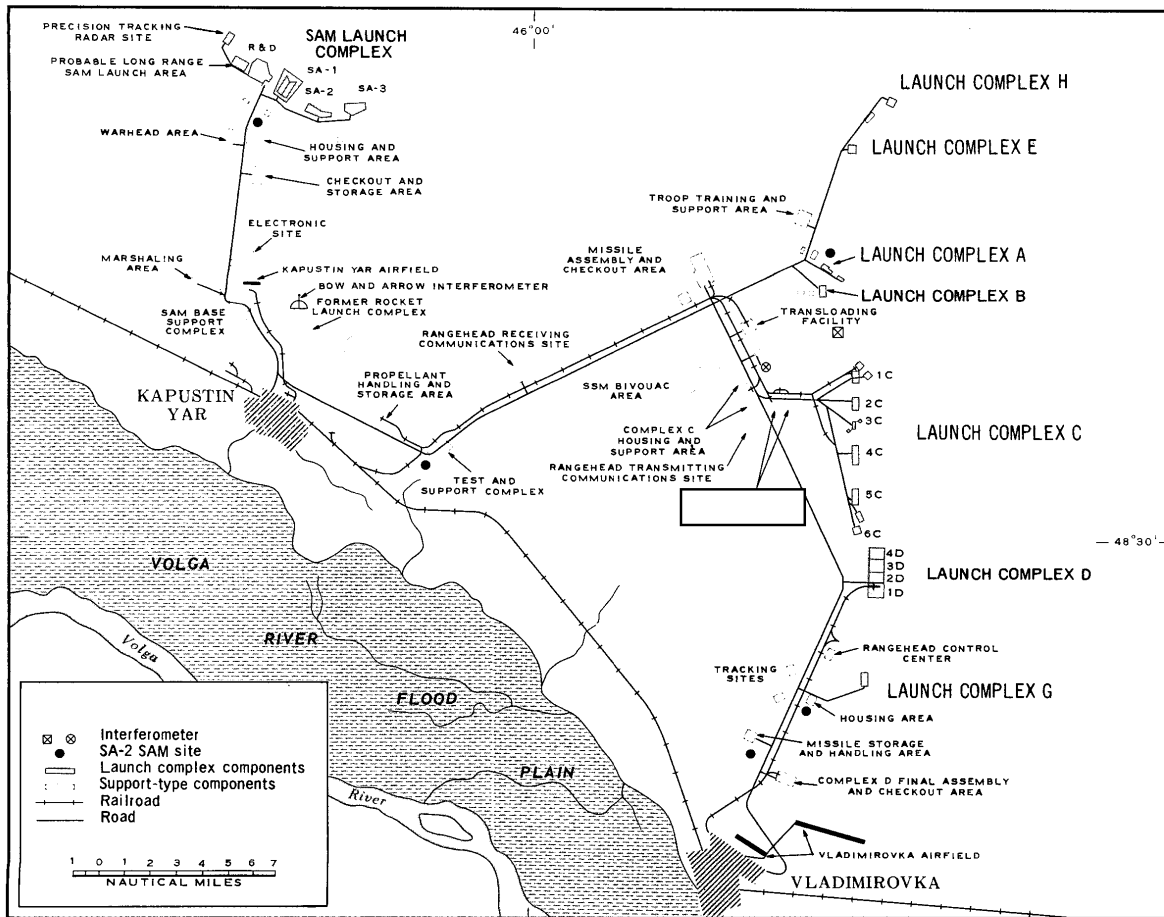 PRECISION TRACKING
RADAR SITE
R & D
SAM LAUNCH
COMPLEX
46°00'
PROBABLE LONG RANGE
SAM LAUNCH AREA
SA-1
SA-2
SA-3
WARHEAD AREA
HOUSING AND
SUPPORT AREA
CHECKOUT AND
STORAGE AREA
ELECTRONIC
SITE
MARSHALING
AREA
KAPUSTIN YAR AIRFIELD
BOW AND ARROW INTERFEROMETER
FORMER ROCKET
LAUNCH COMPLEX
SAM BASE
SUPPORT
COMPLEX
KAPUSTIN
YAR
LAUNCH COMPLEX H
LAUNCH COMPLEX E
TROOP TRAINING AND
SUPPORT AREA
MISSILE
ASSEMBLY AND
CHECKOUT AREA
LAUNCH COMPLEX A
LAUNCH COMPLEX B
TRANSLOADING
FACILITY
RANGEHEAD RECEIVING
COMMUNICATIONS SITE
PROPELLANT
HANDLING AND
STORAGE AREA
SSM BIVOUAC
AREA
COMPLEX C
HOUSING AND
SUPPORT AREA
RANGEHEAD TRANSMITTING
COMMUNICATIONS SITE
TEST AND
SUPPORT COMPLEX
1C
2C
3C
4C
5C
6C
LAUNCH COMPLEX C
48°30'
4D
3D
2D
1D
LAUNCH COMPLEX D
RANGEHEAD CONTROL
CENTER
TRACKING
SITES
LAUNCH COMPLEX G
HOUSING AREA
MISSILE STORAGE
AND HANDLING AREA
COMPLEX D FINAL ASSEMBLY
AND CHECKOUT AREA
VLADIMIROVKA AIRFIELD
VLADIMIROVKA
VOLGA
RIVER
FLOOD
PLAIN
Volga
River
Interferometer
SA-2 SAM site
Launch complex components
Support-type components
Railroad
Road
1 0 1 2 3 4 5 6 7
NAUTICAL MILES